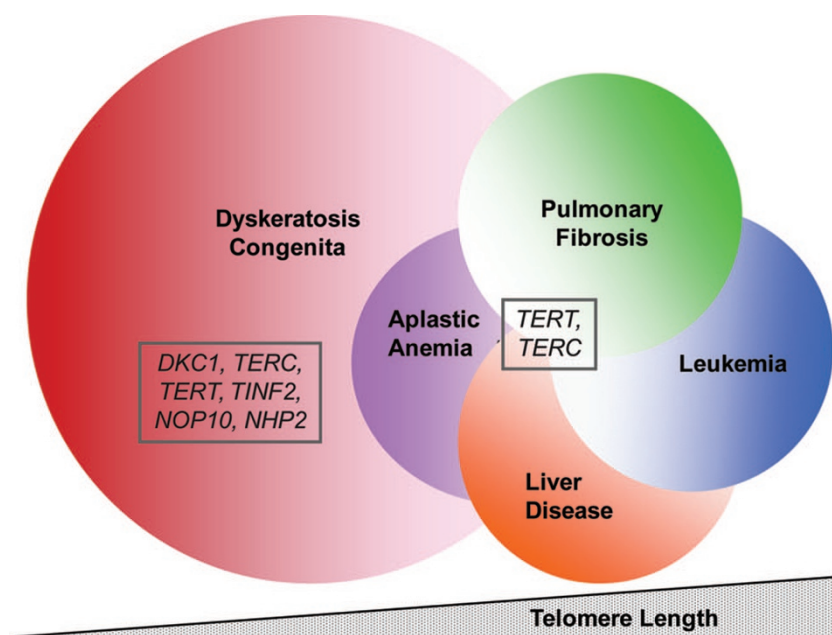 Dyskeratosis
Congenita
Pulmonary
Fibrosis
Aplastic
Anemia
TERT,
TERC
Leukemia
DKC1, TERC,
TERT, TINF2,
NOP10, NHP2
Liver
Disease
Telomere Length